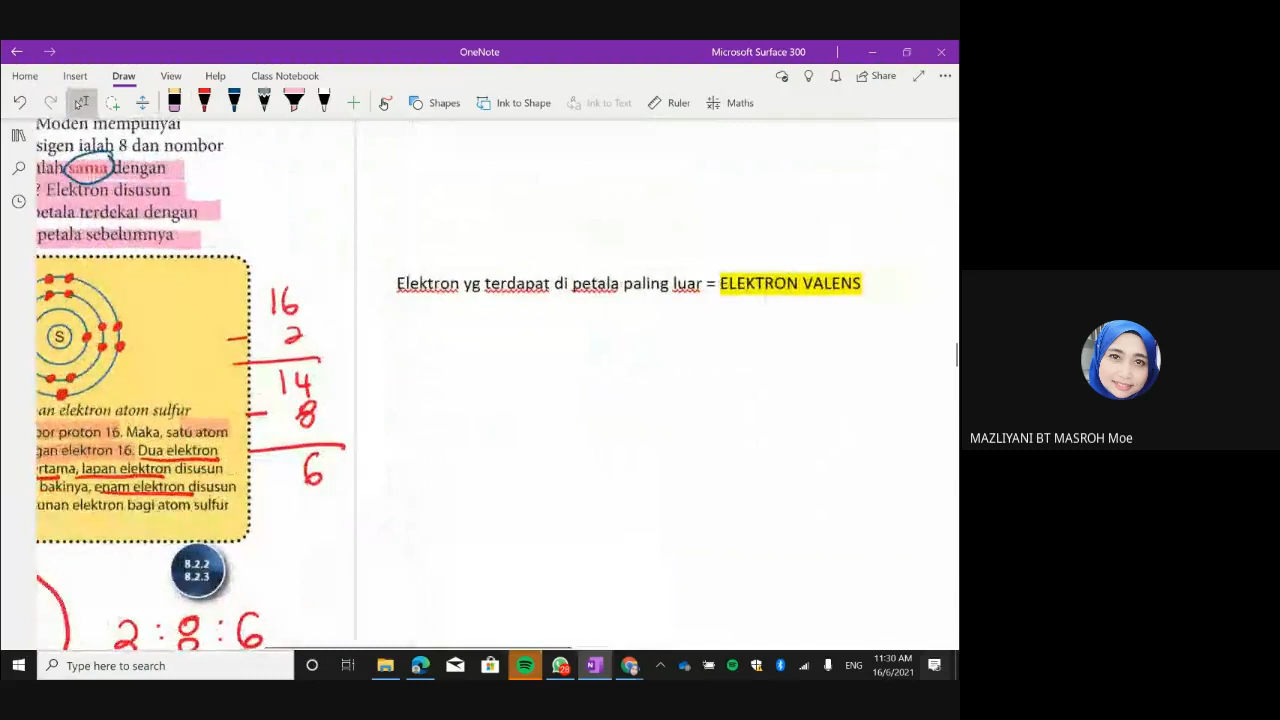 OneNote
Microsoft Surface 300
Home
Insert
Draw
View
Help
Class Notebook
Share
Shapes
Ink to Shape
Ink to Text
Ruler
Maths
Moden mempunyai
sigen ialah 8 dan nombor
nlah sama dengan
? Elektron disusun
petala terdekat dengan
petala sebelumnya
S
an elektron atom sulfur
bor proton 16. Maka, satu atom
gan elektron 16. Dua elektron
rtama, lapan elektron disusun
bakinya, enam elektron disusun
unan elektron bagi atom sulfur
16
- 2
14
- 8
6
8.2.2
8.2.3
2 : 8 : 6
Elektron yg terdapat di petala paling luar = ELEKTRON VALENS
MAZLIYANI BT MASROH Moe
Type here to search
28
N
ENG
11:30 AM
16/6/2021